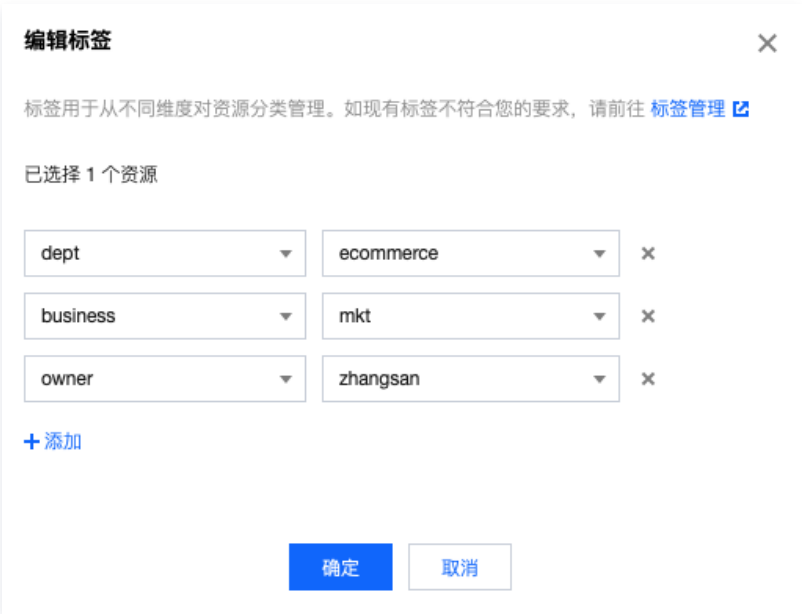 编辑标签
标签用于从不同维度对资源分类管理。如现有标签不符合您的要求，请前往 标签管理
已选择 1 个资源
dept ecommerce
business mkt
owner zhangsan
添加
确定 取消